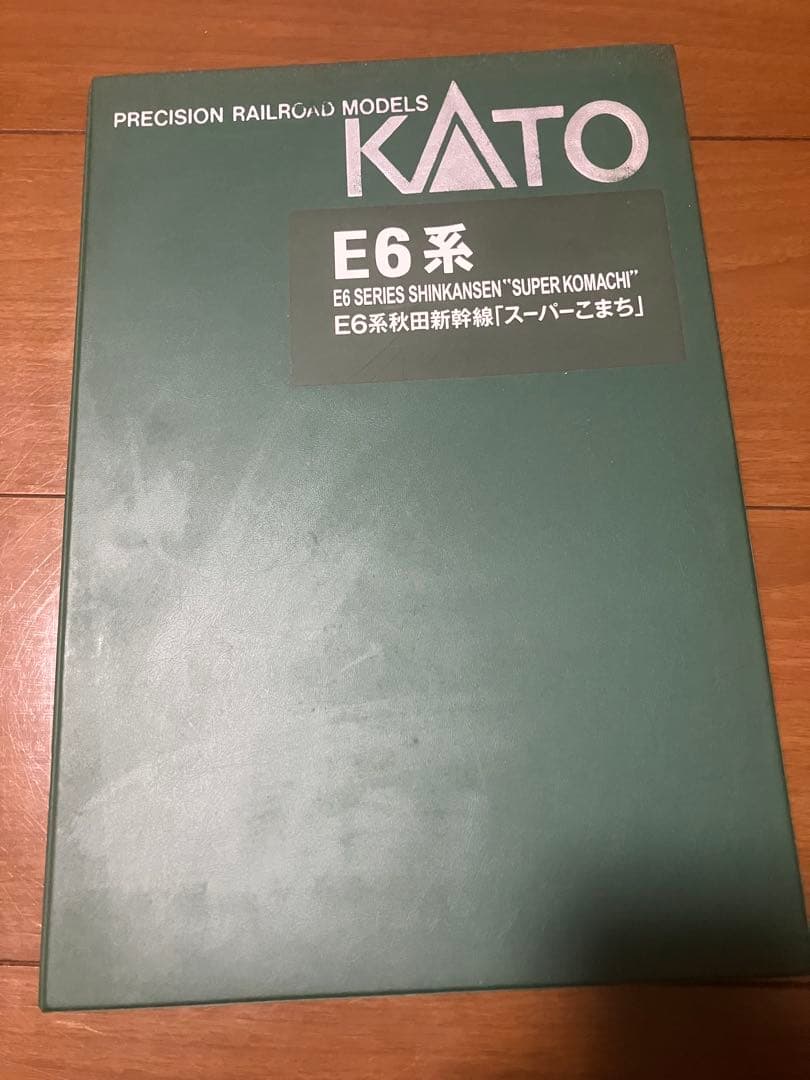 PRECISION RAILROAD MODELS
KATO
E6系
E6 SERIES SHINKANSEN "SUPER KOMACHI"
E6系秋田新幹線「スーパーこまち」